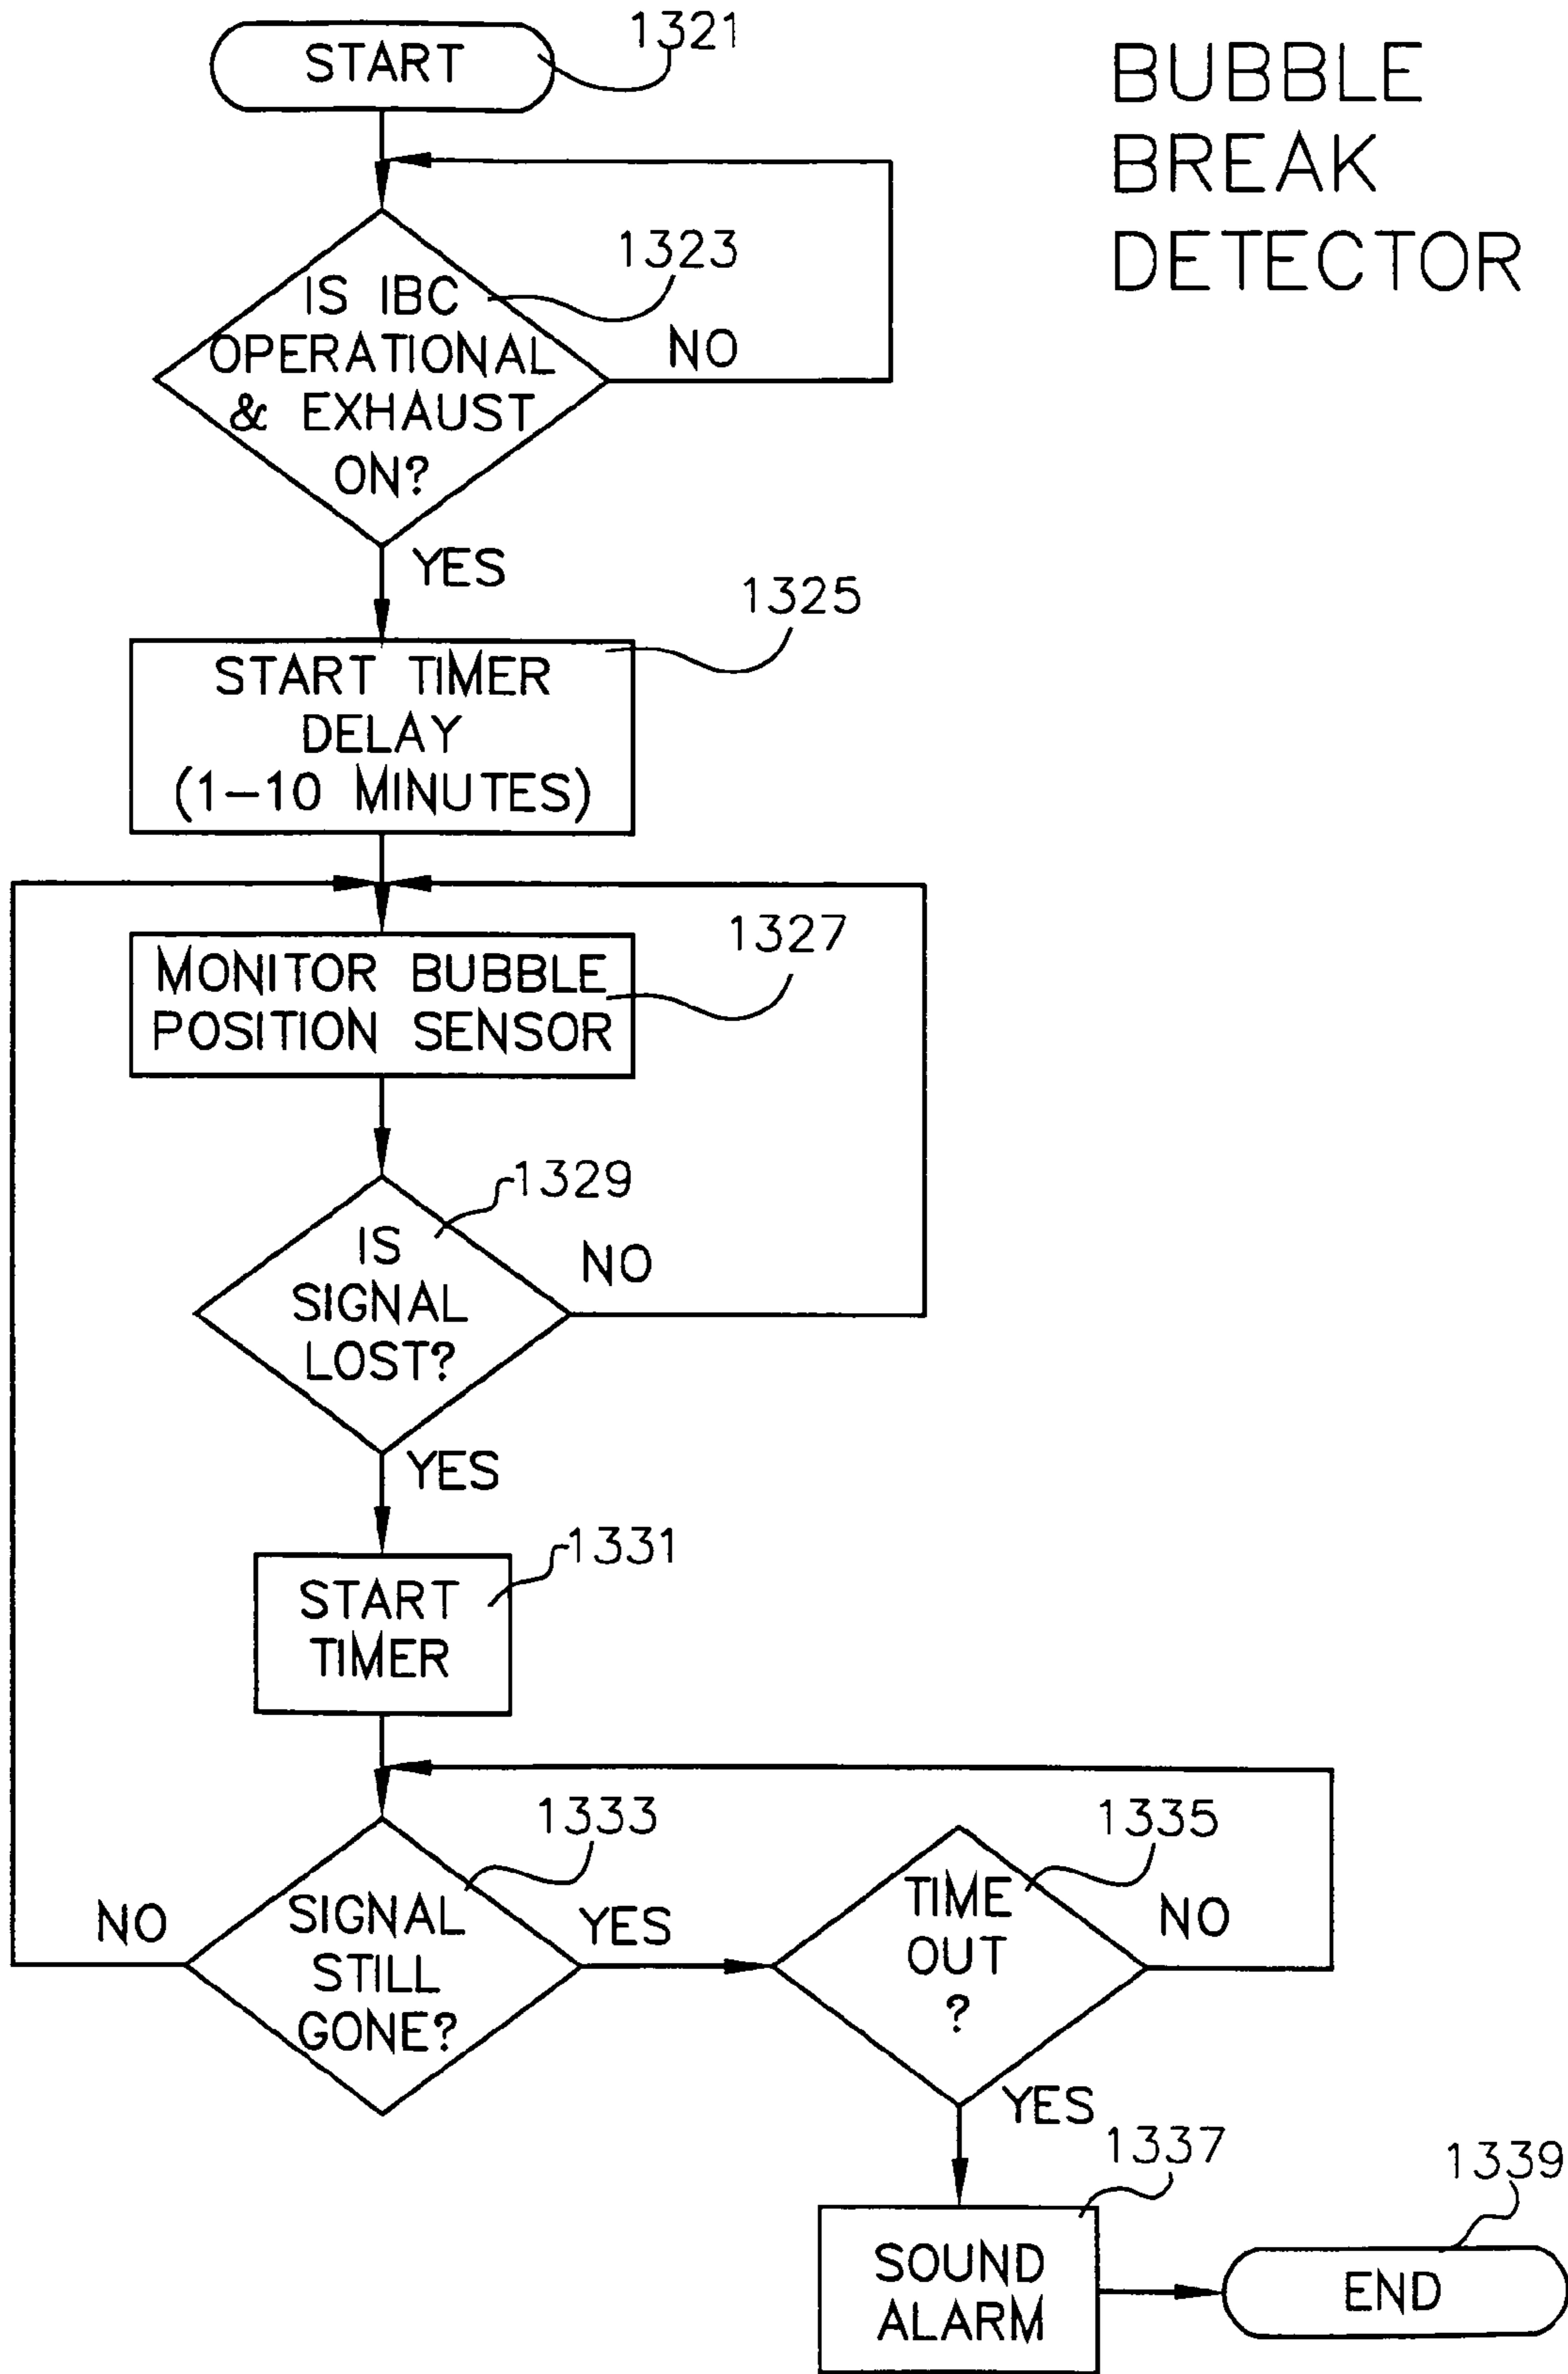 START
1321
BUBBLE
BREAK
DETECTOR
1323
IS IBC
OPERATIONAL
& EXHAUST
ON?
NO
YES
1325
START TIMER
DELAY
(1-10 MINUTES)
1327
MONITOR BUBBLE
POSITION SENSOR
1329
IS
SIGNAL
LOST?
NO
YES
1331
START
TIMER
1333
SIGNAL
STILL
GONE?
NO
YES
1335
TIME
OUT
?
NO
YES
1337
SOUND
ALARM
1339
END